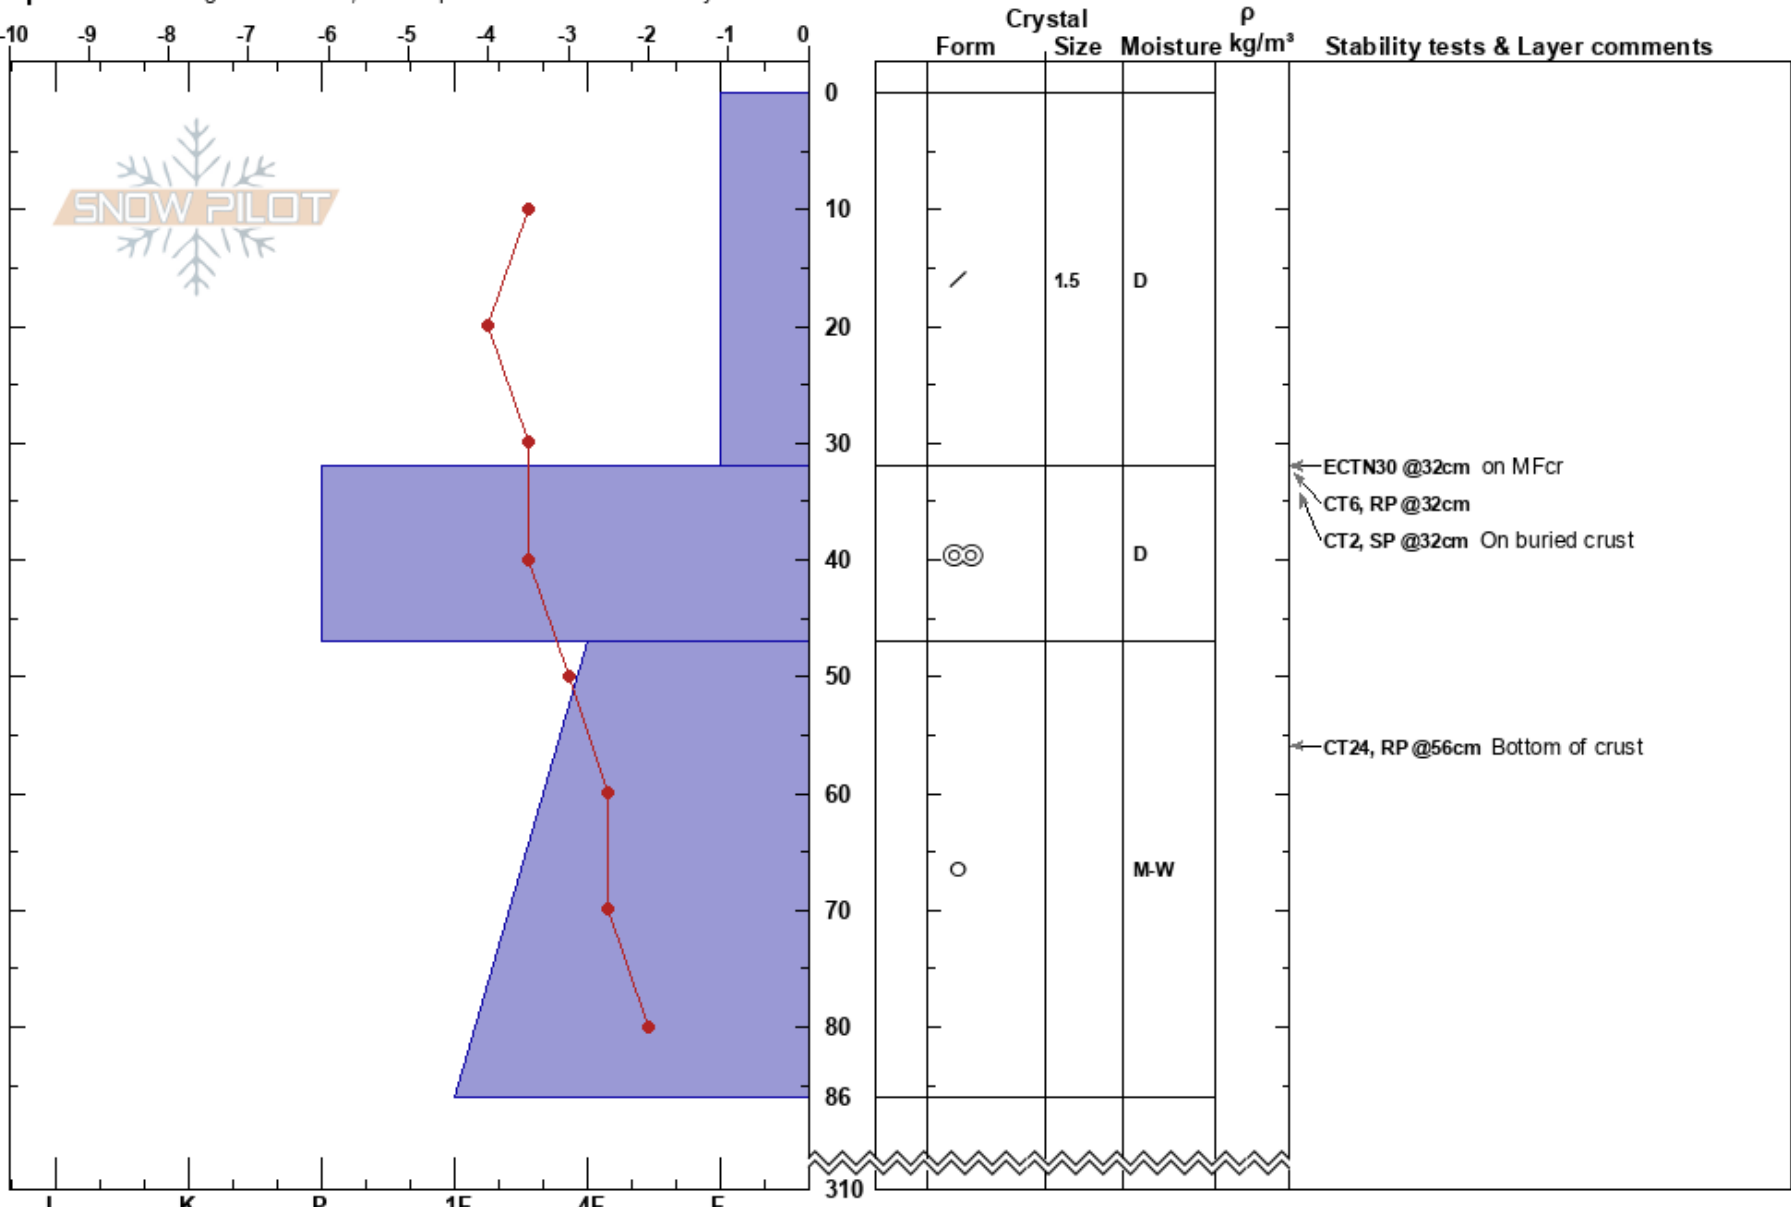 -10 -9 -8 -7 -6 -5 -4 -3 -2 -1 0
Crystal ρ
Form Size Moisture kg/m³ Stability tests & Layer comments
0
SNOW PILOT
10
1.5 D
20
30
ECTN30 @32cm on MFcr
CT6, RP @32cm
CT2, SP @32cm On buried crust
40 D
50
CT24, RP @56cm Bottom of crust
60
M-W
70
80
86
310
K P 1F 4F F